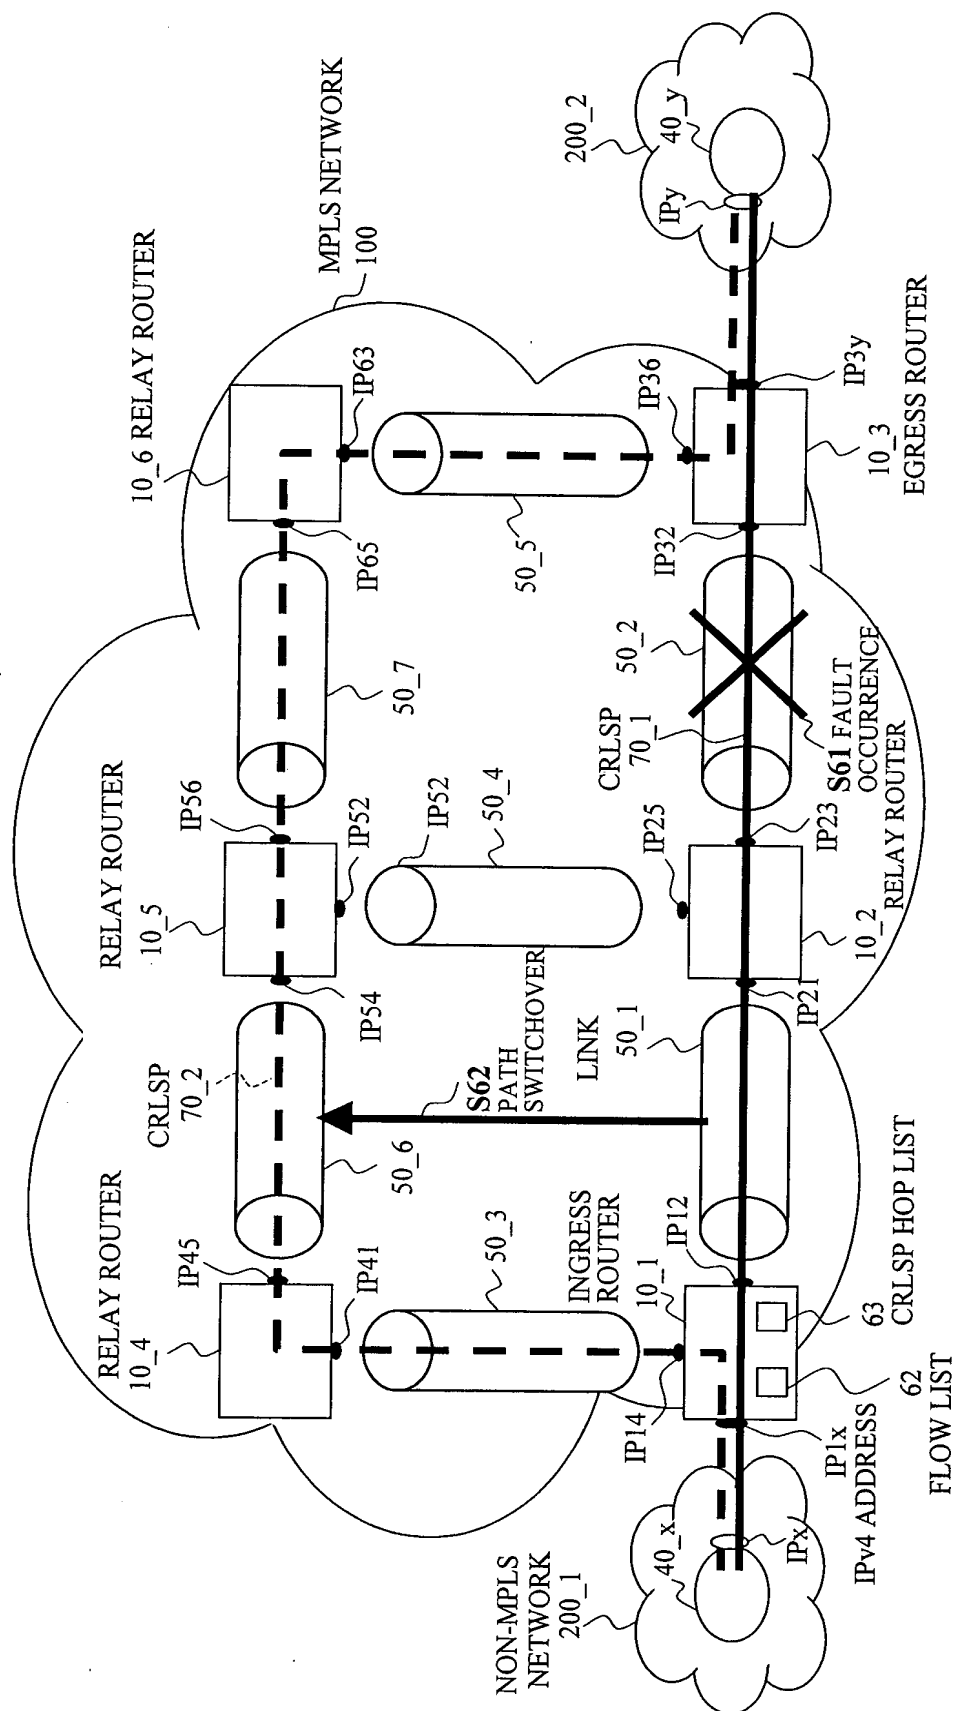 MPLS NETWORK
100
10_6 RELAY ROUTER
IP63
IP65
50_7
IP56
RELAY ROUTER
10_5
IP52
IP54
CRLSP
70_2
50_6
RELAY ROUTER
10_4
IP45
IP41
50_5
50_4
IP52
S62
PATH
SWITCHOVER
50_3
200_2
40_y
IPy
IP36
IP3y
10_3
EGRESS ROUTER
IP32
50_2
CRLSP
70_1
S61 FAULT
OCCURRENCE
IP25
IP23
10_2
RELAY ROUTER
IP21
LINK
50_1
INGRESS
ROUTER
10_1
IP12
63
CRLSP HOP LIST
62
FLOW LIST
IP14
IP1x
IPv4 ADDRESS
IPx
40_x
NON-MPLS
NETWORK
200_1